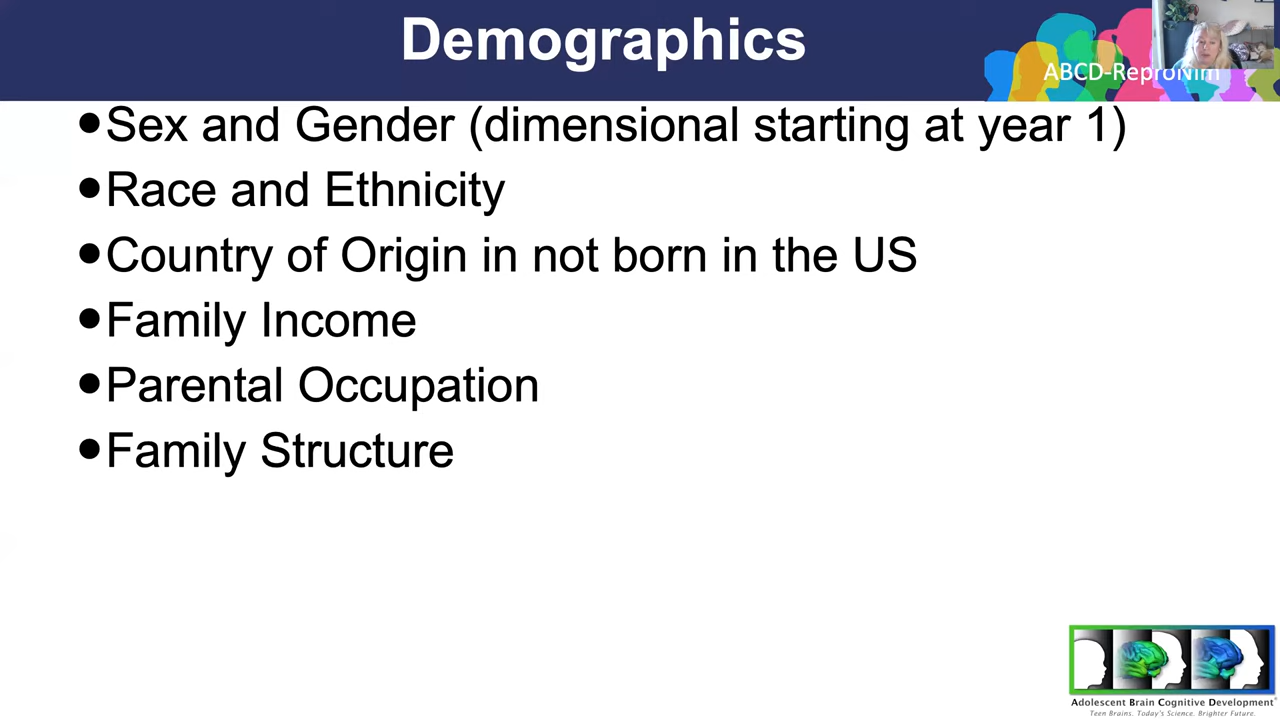 Demographics
ABCD-ReproNim
●Sex and Gender (dimensional starting at year 1)
●Race and Ethnicity
●Country of Origin in not born in the US
●Family Income
●Parental Occupation
●Family Structure
Adolescent Brain Cognitive Development
Teen Brains. Today's Science. Brighter Future.